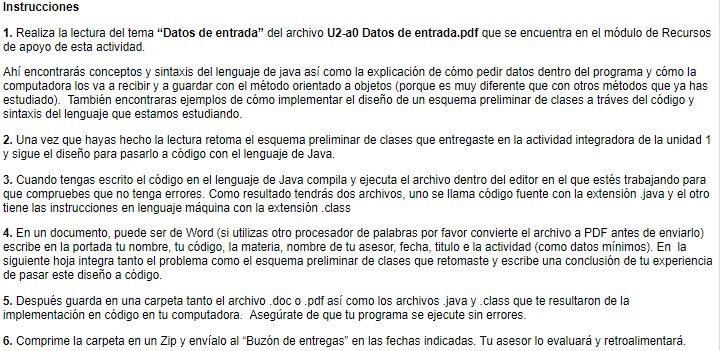 Instrucciones
1. Realiza la lectura del tema “Datos de entrada” del archivo U2-a0 Datos de entrada.pdf que se encuentra en el módulo de Recursos
de apoyo de esta actividad.
Ahí encontrarás conceptos y sintaxis del lenguaje de java así como la explicación de cómo pedir datos dentro del programa y cómo la
computadora los va a recibir y a guardar con el método orientado a objetos (porque es muy diferente que con otros métodos que ya has
estudiado). También encontraras ejemplos de cómo implementar el diseño de un esquema preliminar de clases a tráves del código y
sintaxis del lenguaje que estamos estudiando.
2. Una vez que hayas hecho la lectura retoma el esquema preliminar de clases que entregaste en la actividad integradora de la unidad 1
y sigue el diseño para pasarlo a código con el lenguaje de Java.
3. Cuando tengas escrito el código en el lenguaje de Java compila y ejecuta el archivo dentro del editor en el que estés trabajando para
que compruebes que no tenga errores. Como resultado tendrás dos archivos, uno se llama código fuente con la extensión .java y el otro
tiene las instrucciones en lenguaje máquina con la extensión .class
4. En un documento, puede ser de Word (si utilizas otro procesador de palabras por favor convierte el archivo a PDF antes de enviarlo)
escribe en la portada tu nombre, tu código, la materia, nombre de tu asesor, fecha, titulo e la actividad (como datos mínimos). En la
siguiente hoja integra tanto el problema como el esquema preliminar de clases que retomaste y escribe una conclusión de tu experiencia
de pasar este diseño a código.
5. Después guarda en una carpeta tanto el archivo .doc o .pdf así como los archivos .java y .class que te resultaron de la
implementación en código en tu computadora. Asegúrate de que tu programa se ejecute sin errores.
6. Comprime la carpeta en un Zip y envíalo al “Buzón de entregas” en las fechas indicadas. Tu asesor lo evaluará y retroalimentará.